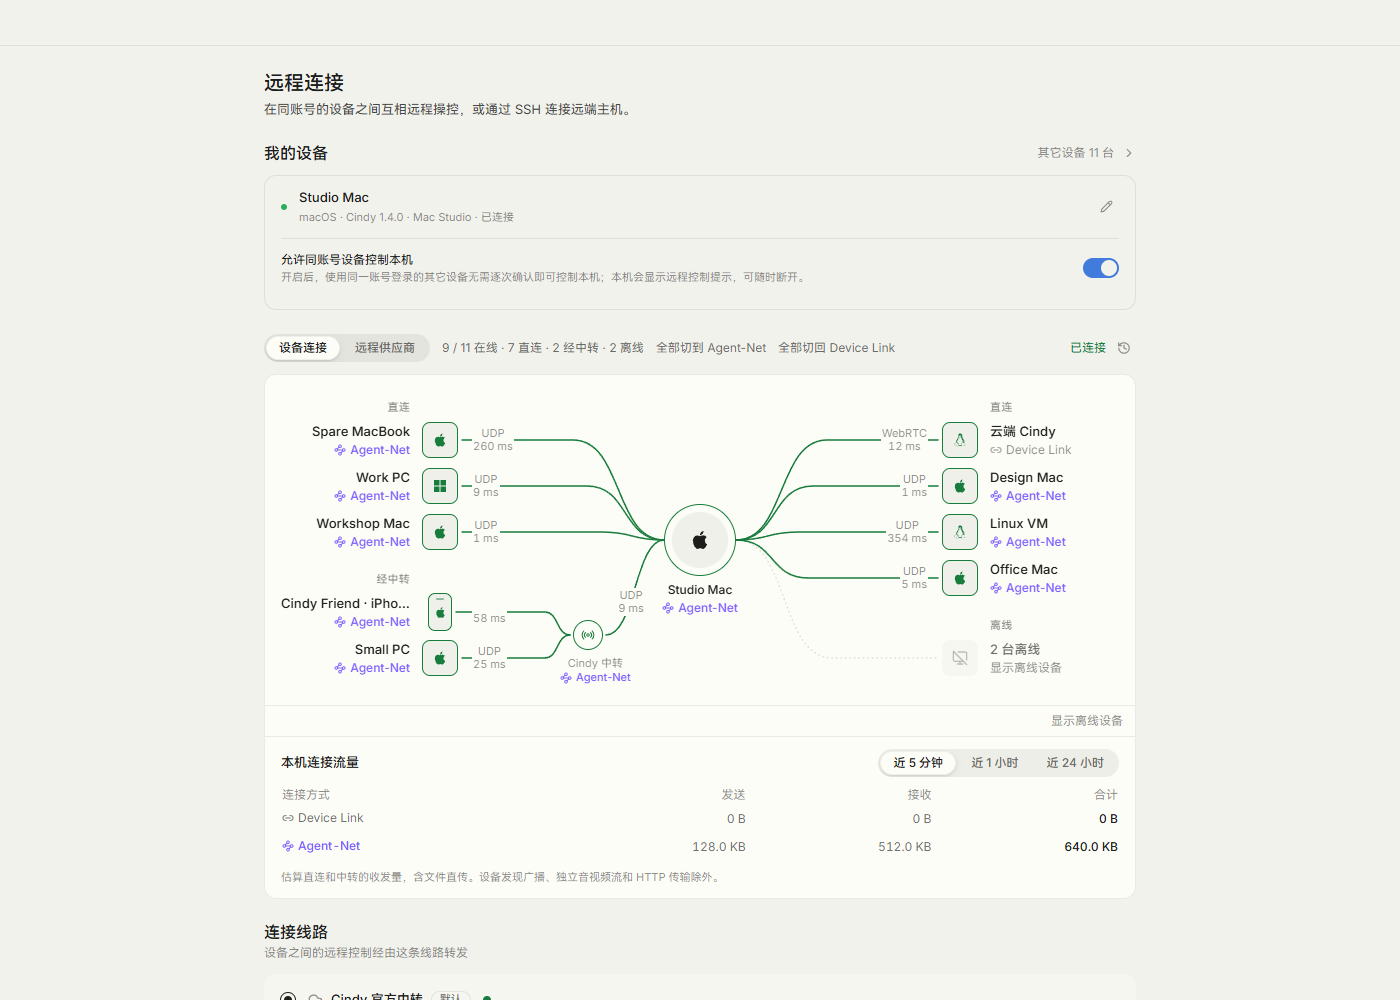 远程连接
在同账号的设备之间互相远程操控，或通过 SSH 连接远端主机。
我的设备
其它设备 11 台
Studio Mac
macOS · Cindy 1.4.0 · Mac Studio · 已连接
允许同账号设备控制本机
开启后，使用同一账号登录的其它设备无需逐次确认即可控制本机；本机会显示远程控制提示，可随时断开。
设备连接
远程供应商
9 / 11 在线 · 7 直连 · 2 经中转 · 2 离线
全部切到 Agent-Net
全部切回 Device Link
已连接
直连
Spare MacBook
Agent-Net
UDP
260 ms
Work PC
Agent-Net
UDP
9 ms
Workshop Mac
Agent-Net
UDP
1 ms
经中转
Cindy Friend · iPho...
Agent-Net
58 ms
Small PC
Agent-Net
UDP
25 ms
Cindy 中转
Agent-Net
UDP
9 ms
Studio Mac
Agent-Net
直连
WebRTC
12 ms
云端 Cindy
Device Link
UDP
1 ms
Design Mac
Agent-Net
UDP
354 ms
Linux VM
Agent-Net
UDP
5 ms
Office Mac
Agent-Net
离线
2 台离线
显示离线设备
显示离线设备
本机连接流量
近 5 分钟
近 1 小时
近 24 小时
连接方式 发送 接收 合计
Device Link 0 B 0 B 0 B
Agent-Net 128.0 KB 512.0 KB 640.0 KB
估算直连和中转的收发量，含文件直传。设备发现广播、独立音视频流和 HTTP 传输除外。
连接线路
设备之间的远程控制经由这条线路转发
Cindy 官方中转 默认